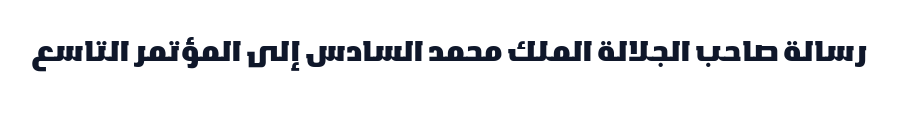 رسالة صاحب الجلالة الملك محمد السادس إلى المؤتمر التاسع